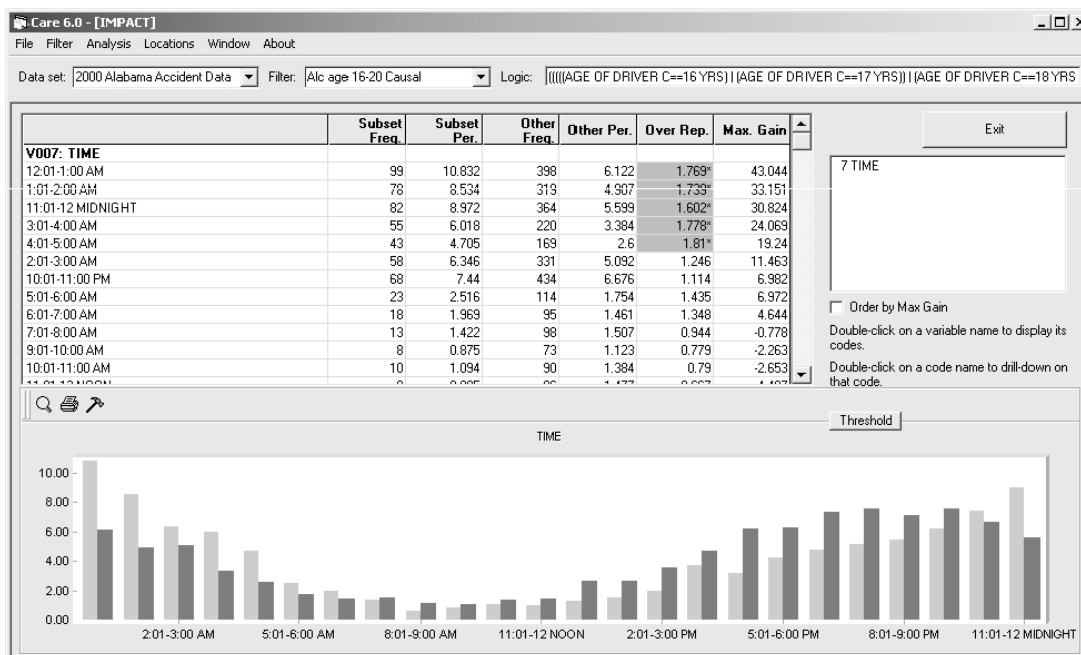 Care 6.0 - [IMPACT]
File Filter Analysis Locations Window About
Data set: 2000 Alabama Accident Data Filter: Alc age 16-20 Causal Logic: (((((AGE OF DRIVER C==16 YRS) | (AGE OF DRIVER C==17 YRS)) | (AGE OF DRIVER C==18 YRS
Subset Freq. Subset Per. Other Freq. Other Per. Over Rep. Max. Gain
V007: TIME
12:01-1:00 AM 99 10.832 398 6.122 1.769* 43.044
1:01-2:00 AM 78 8.534 319 4.907 1.739* 33.151
11:01-12 MIDNIGHT 82 8.972 364 5.599 1.602* 30.824
3:01-4:00 AM 55 6.018 220 3.384 1.778* 24.069
4:01-5:00 AM 43 4.705 169 2.6 1.81* 19.24
2:01-3:00 AM 58 6.346 331 5.092 1.246 11.463
10:01-11:00 PM 68 7.44 434 6.676 1.114 6.982
5:01-6:00 AM 23 2.516 114 1.754 1.435 6.972
6:01-7:00 AM 18 1.969 95 1.461 1.348 4.644
7:01-8:00 AM 13 1.422 98 1.507 0.944 -0.778
9:01-10:00 AM 8 0.875 73 1.123 0.779 -2.263
10:01-11:00 AM 10 1.094 90 1.384 0.79 -2.653
Exit
7 TIME
Order by Max Gain
Double-click on a variable name to display its
codes.
Double-click on a code name to drill-down on
that code.
Threshold
TIME
10.00
8.00
6.00
4.00
2.00
0.00
2:01-3:00 AM 5:01-6:00 AM 8:01-9:00 AM 11:01-12 NOON 2:01-3:00 PM 5:01-6:00 PM 8:01-9:00 PM 11:01-12 MIDNIGHT